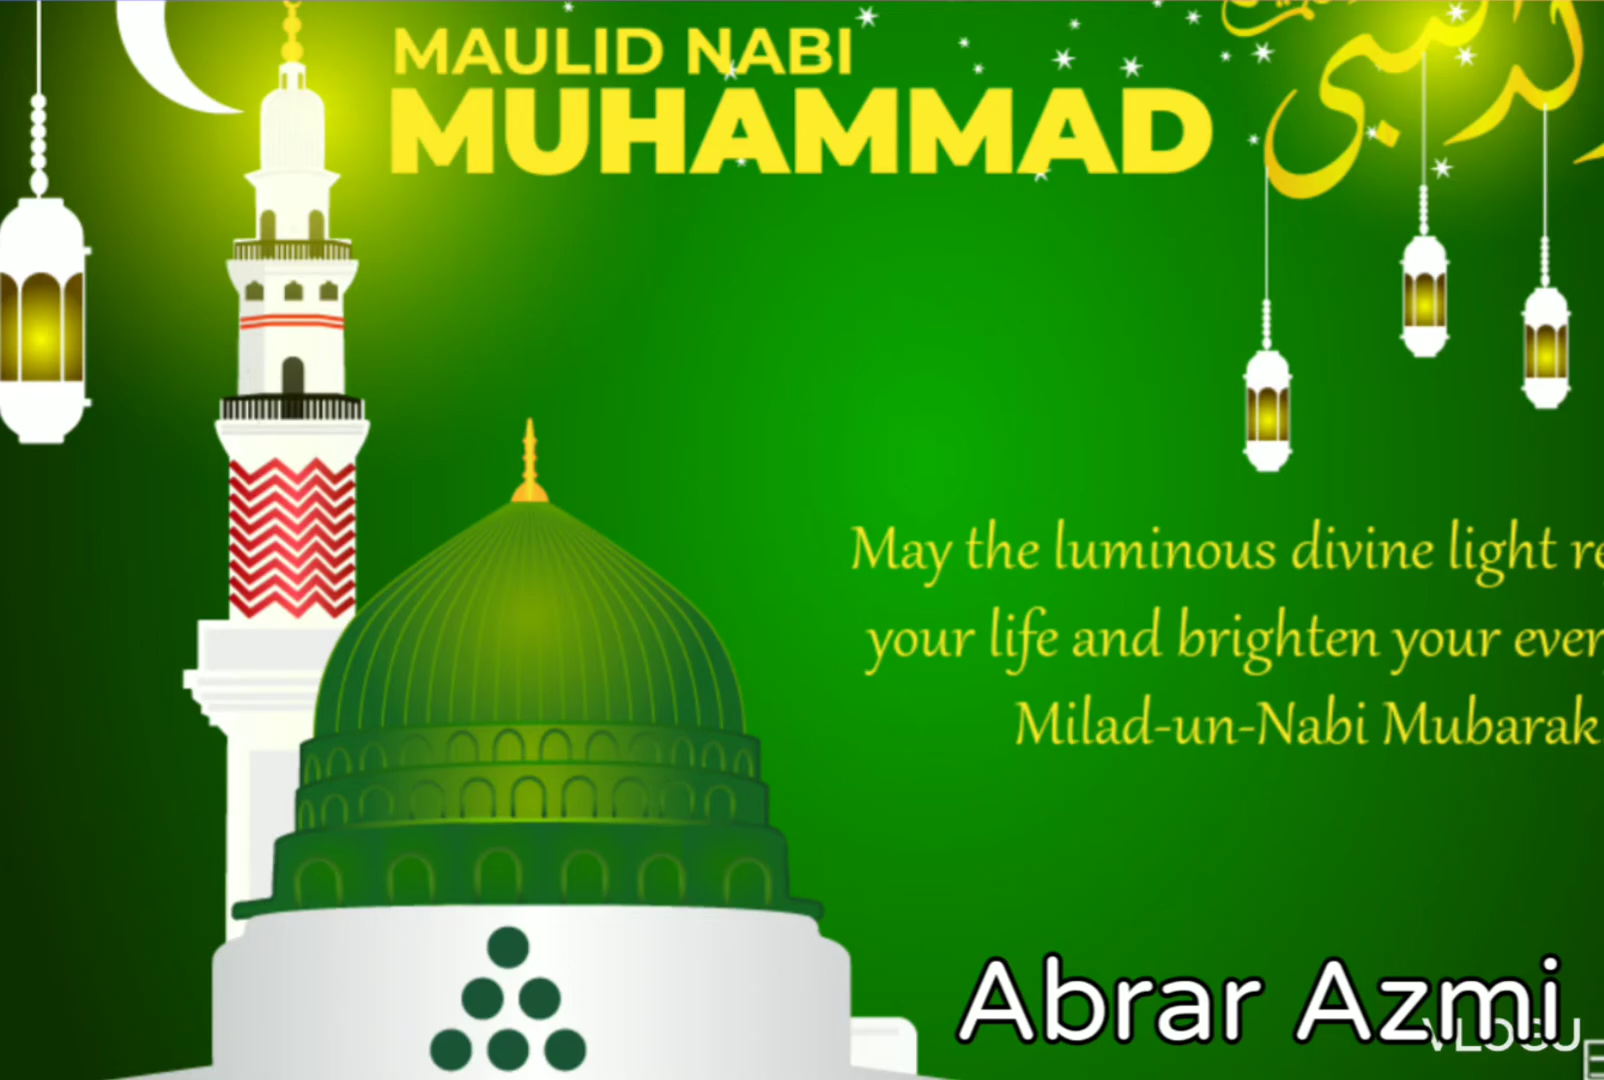 MAULID NABI
MUHAMMAD
May the luminous divine light
your life and brighten your
Milad-un-Nabi Mubarak
Abrar Azmi
VLOGU